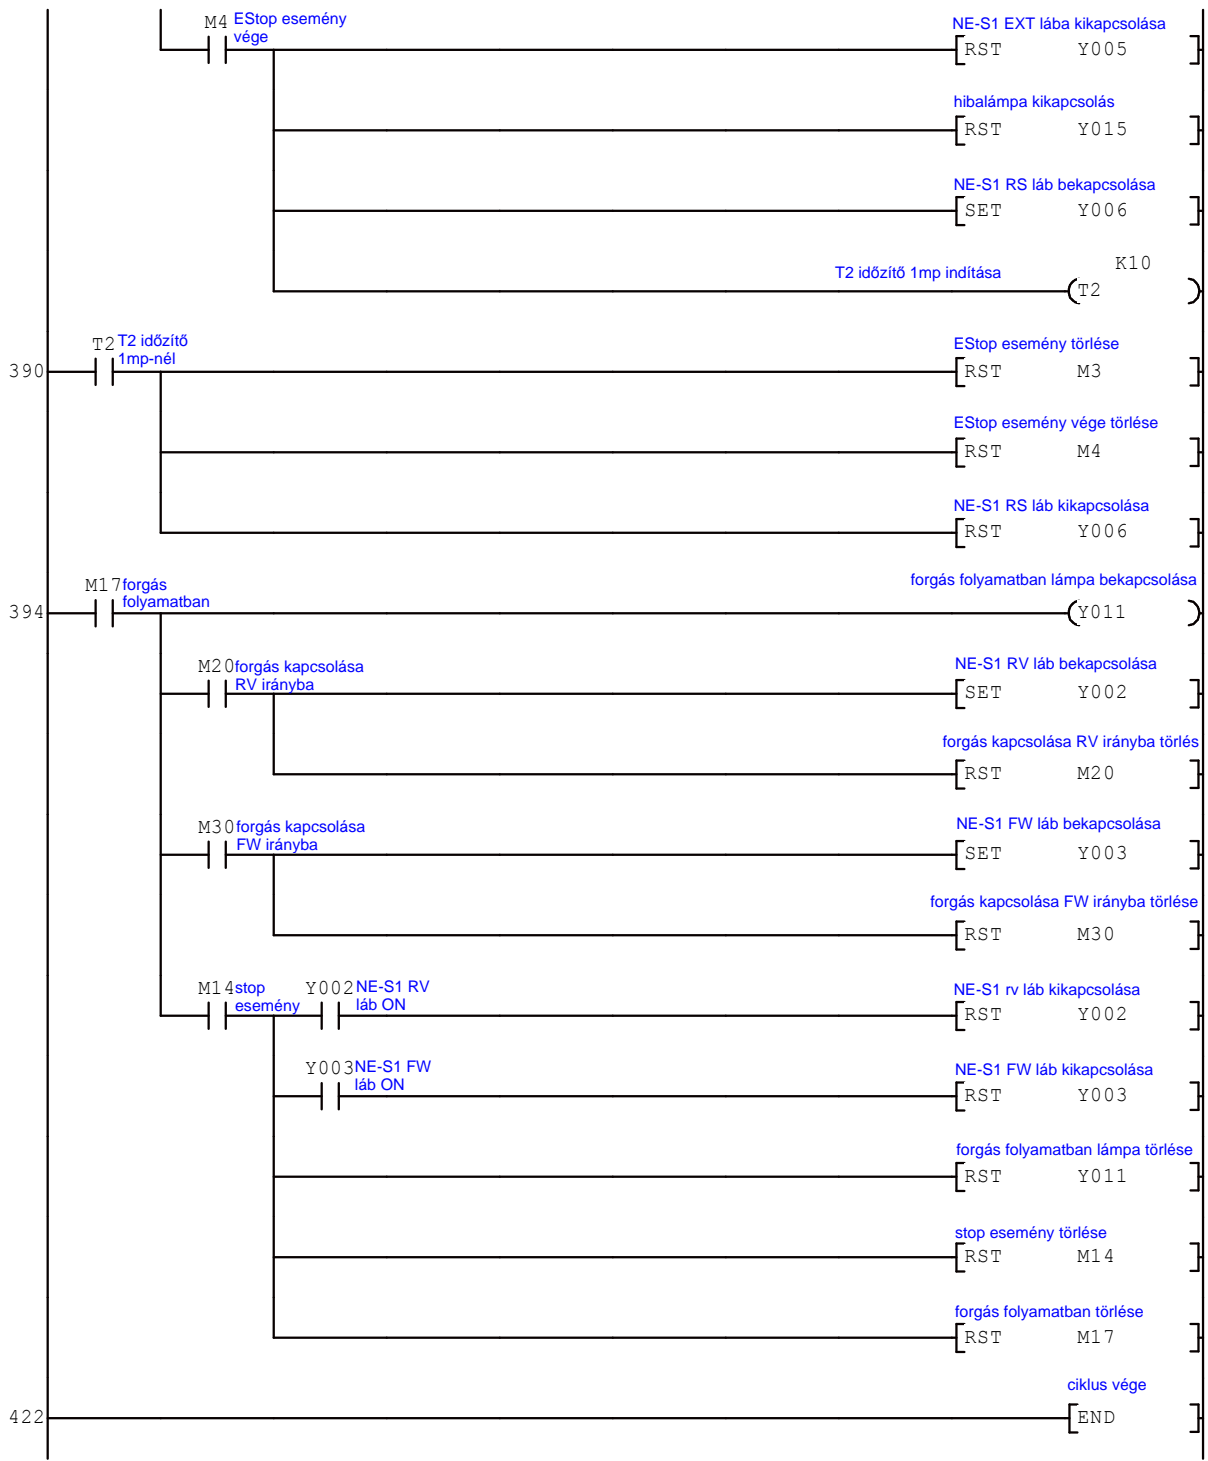 M4 EStop esemény
vége
NE-S1 EXT lába kikapcsolása
RST Y005
hibalámpa kikapcsolás
RST Y015
NE-S1 RS láb bekapcsolása
SET Y006
K10
T2 időzítő 1mp indítása
T2
T2 T2 időzítő
1mp-nél
EStop esemény törlése
390
RST M3
EStop esemény vége törlése
RST M4
NE-S1 RS láb kikapcsolása
RST Y006
M17 forgás
folyamatban
forgás folyamatban lámpa bekapcsolása
394
Y011
M20 forgás kapcsolása
RV irányba
NE-S1 RV láb bekapcsolása
SET Y002
forgás kapcsolása RV irányba törlés
RST M20
M30 forgás kapcsolása
FW irányba
NE-S1 FW láb bekapcsolása
SET Y003
forgás kapcsolása FW irányba törlése
RST M30
M14 stop
esemény
Y002 NE-S1 RV
láb ON
NE-S1 rv láb kikapcsolása
RST Y002
Y003 NE-S1 FW
láb ON
NE-S1 FW láb kikapcsolása
RST Y003
forgás folyamatban lámpa törlése
RST Y011
stop esemény törlése
RST M14
forgás folyamatban törlése
RST M17
ciklus vége
422
END